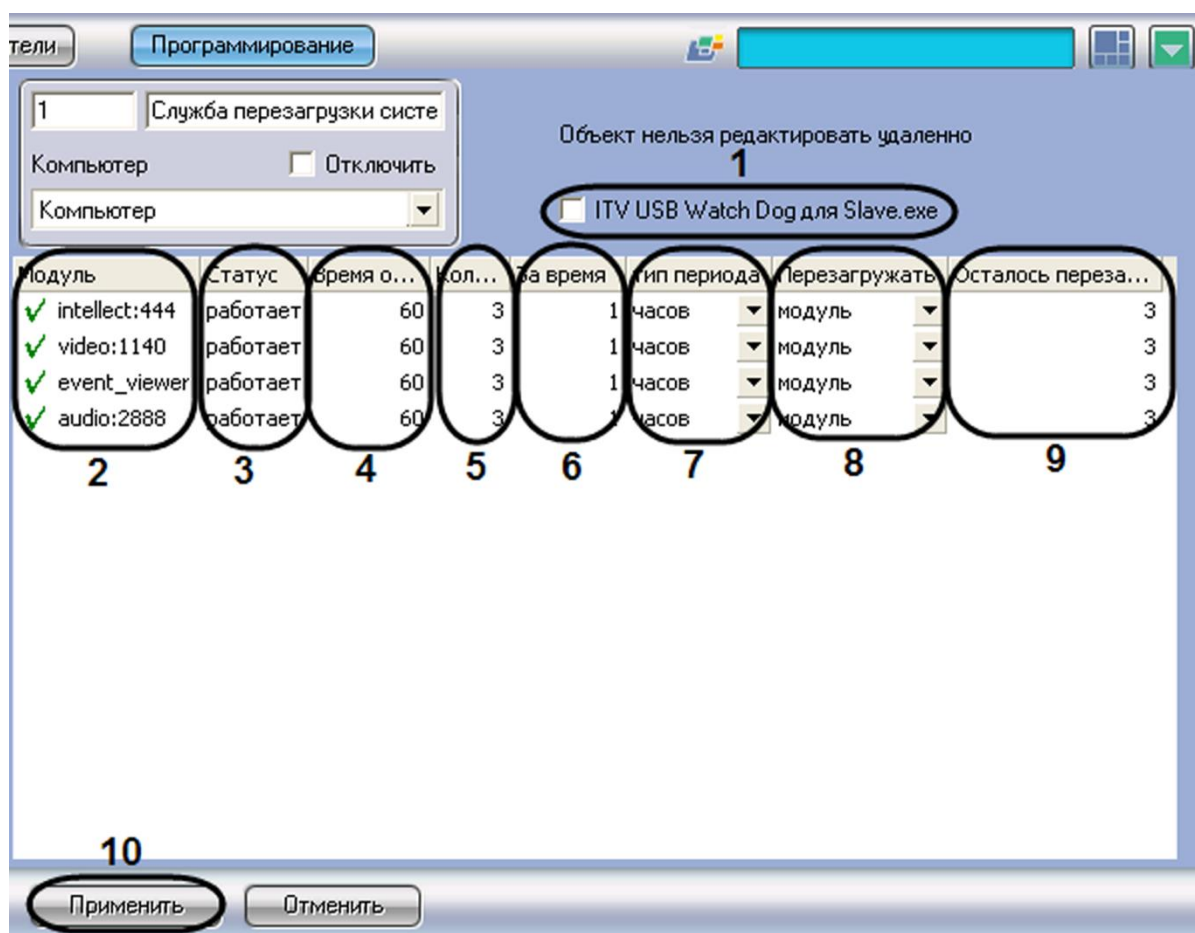 тели Программирование
1 Служба перезагрузки систе
Объект нельзя редактировать удаленно
Компьютер Отключить
1
Компьютер
ITV USB Watch Dog для Slave.exe
Модуль Статус Время о... Кол... За время Тип периода Перезагружать Осталось переза...
intellect:444 работает 60 3 1 часов модуль 3
video:1140 работает 60 3 1 часов модуль 3
event_viewer работает 60 3 1 часов модуль 3
audio:2888 работает 60 3 1 часов модуль 3
2 3 4 5 6 7 8 9
10
Применить Отменить